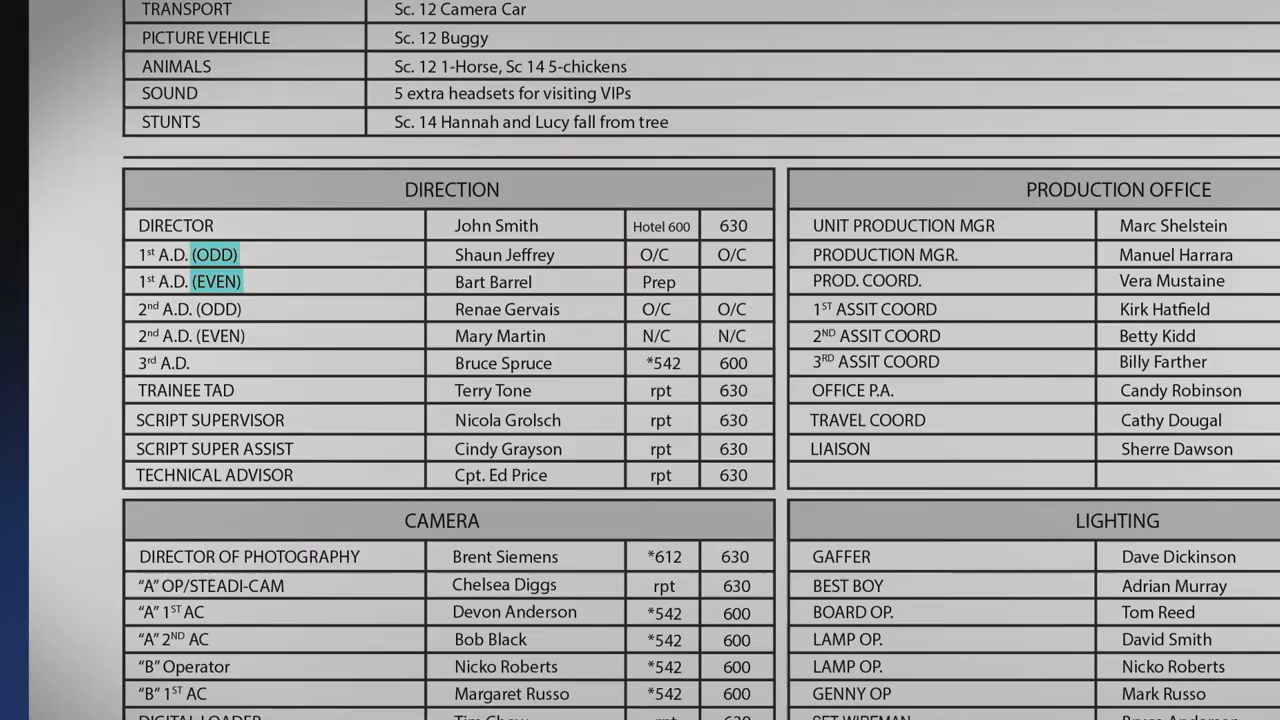 TRANSPORT Sc. 12 Camera Car
PICTURE VEHICLE Sc. 12 Buggy
ANIMALS Sc. 12 1-Horse, Sc 14 5-chickens
SOUND 5 extra headsets for visiting VIPs
STUNTS Sc. 14 Hannah and Lucy fall from tree
DIRECTION
DIRECTOR John Smith Hotel 600 630
1st A.D. (ODD) Shaun Jeffrey O/C O/C
1st A.D. (EVEN) Bart Barrel Prep
2nd A.D. (ODD) Renae Gervais O/C O/C
2nd A.D. (EVEN) Mary Martin N/C N/C
3rd A.D. Bruce Spruce *542 600
TRAINEE TAD Terry Tone rpt 630
SCRIPT SUPERVISOR Nicola Grolsch rpt 630
SCRIPT SUPER ASSIST Cindy Grayson rpt 630
TECHNICAL ADVISOR Cpt. Ed Price rpt 630
PRODUCTION OFFICE
UNIT PRODUCTION MGR Marc Shelstein
PRODUCTION MGR. Manuel Harrara
PROD. COORD. Vera Mustaine
1ST ASSIT COORD Kirk Hatfield
2ND ASSIT COORD Betty Kidd
3RD ASSIT COORD Billy Farther
OFFICE P.A. Candy Robinson
TRAVEL COORD Cathy Dougal
LIAISON Sherre Dawson
CAMERA
DIRECTOR OF PHOTOGRAPHY Brent Siemens *612 630
“A” OP/STEADI-CAM Chelsea Diggs rpt 630
“A” 1ST AC Devon Anderson *542 600
“A” 2ND AC Bob Black *542 600
“B” Operator Nicko Roberts *542 600
“B” 1ST AC Margaret Russo *542 600
DIGITAL LOADER Tim Chow rpt 630
LIGHTING
GAFFER Dave Dickinson
BEST BOY Adrian Murray
BOARD OP. Tom Reed
LAMP OP. David Smith
LAMP OP. Nicko Roberts
GENNY OP Mark Russo
SET WIREMAN Bruce Anderson